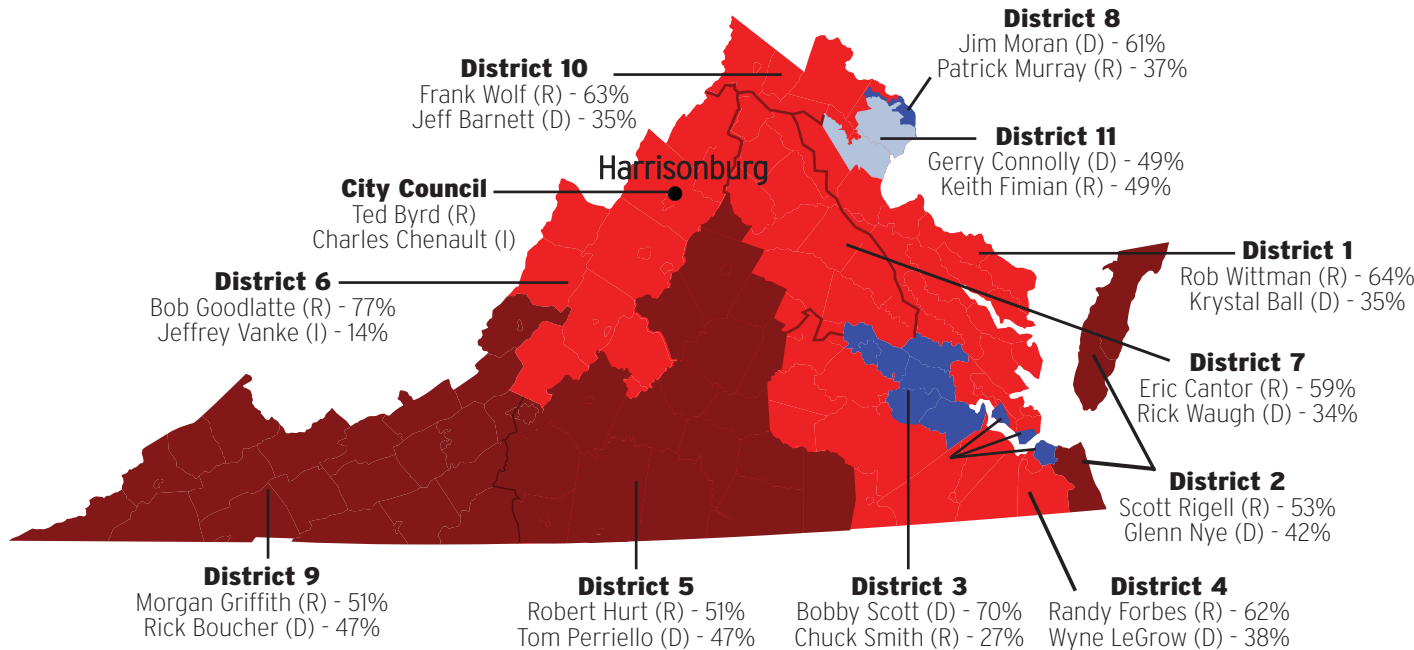 District 8
Jim Moran (D) - 61%
Patrick Murray (R) - 37%
District 10
Frank Wolf (R) - 63%
Jeff Barnett (D) - 35%
District 11
Gerry Connolly (D) - 49%
Keith Fimian (R) - 49%
Harrisonburg
City Council
Ted Byrd (R)
Charles Chenault (I)
District 1
Rob Wittman (R) - 64%
Krystal Ball (D) - 35%
District 6
Bob Goodlatte (R) - 77%
Jeffrey Vanke (I) - 14%
District 7
Eric Cantor (R) - 59%
Rick Waugh (D) - 34%
District 2
Scott Rigell (R) - 53%
Glenn Nye (D) - 42%
District 9
Morgan Griffith (R) - 51%
Rick Boucher (D) - 47%
District 5
Robert Hurt (R) - 51%
Tom Perriello (D) - 47%
District 3
Bobby Scott (D) - 70%
Chuck Smith (R) - 27%
District 4
Randy Forbes (R) - 62%
Wyne LeGrow (D) - 38%